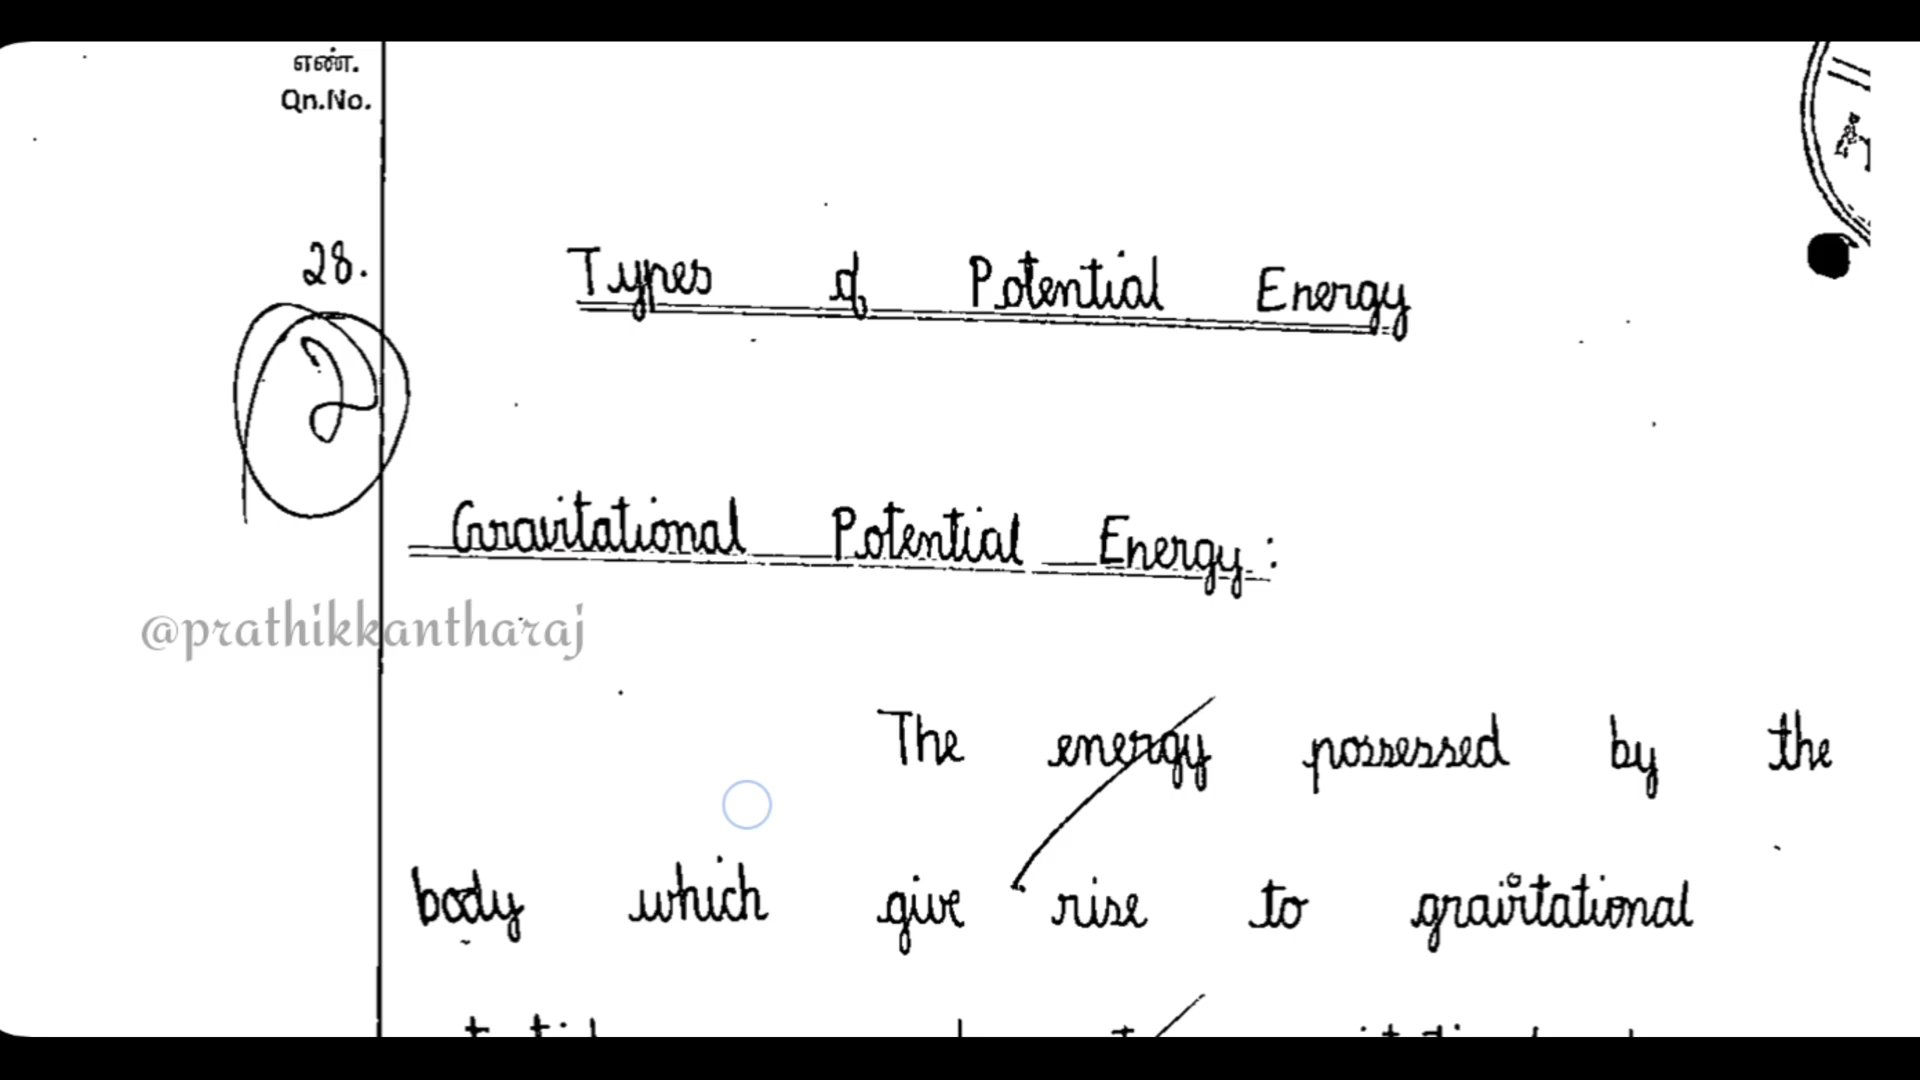 எண்.
Qn.No.
28.
Types of Potential Energy
2
Gravitational Potential Energy :
@prathikkantharaj
The energy possessed by the
body which give rise to gravitational